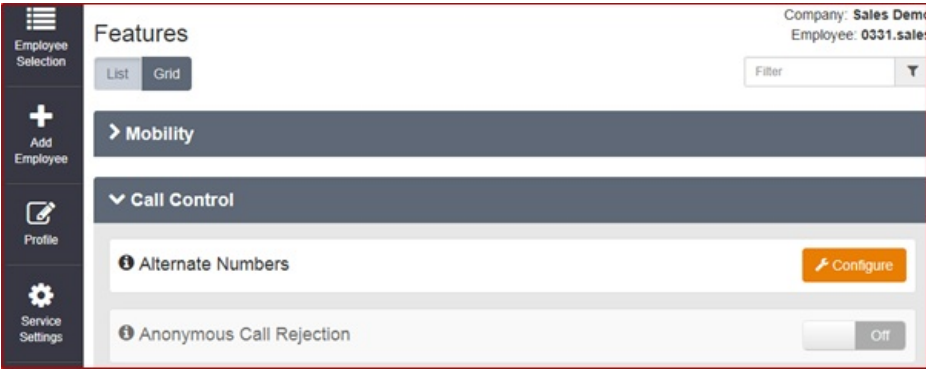 Employee
Selection
Add
Employee
Profile
Service
Settings
Features
Company: Sales Demo
Employee: 0331.sales
List Grid
Filter
Mobility
Call Control
Alternate Numbers
Configure
Anonymous Call Rejection
Off